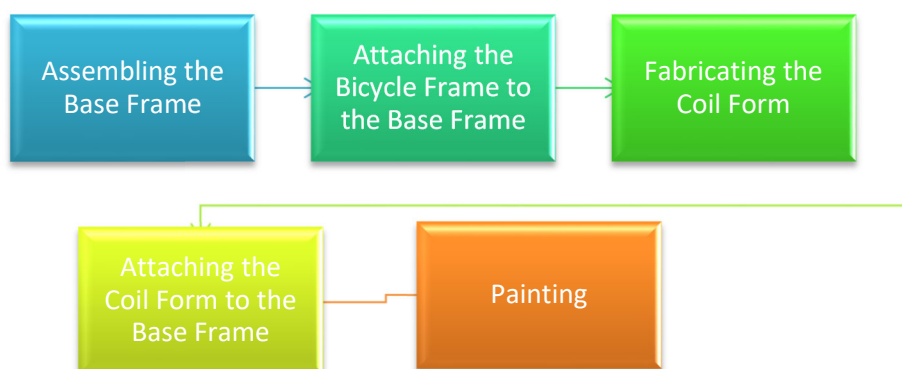 Assembling the
Base Frame
Attaching the
Bicycle Frame to
the Base Frame
Fabricating the
Coil Form
Attaching the
Coil Form to the
Base Frame
Painting